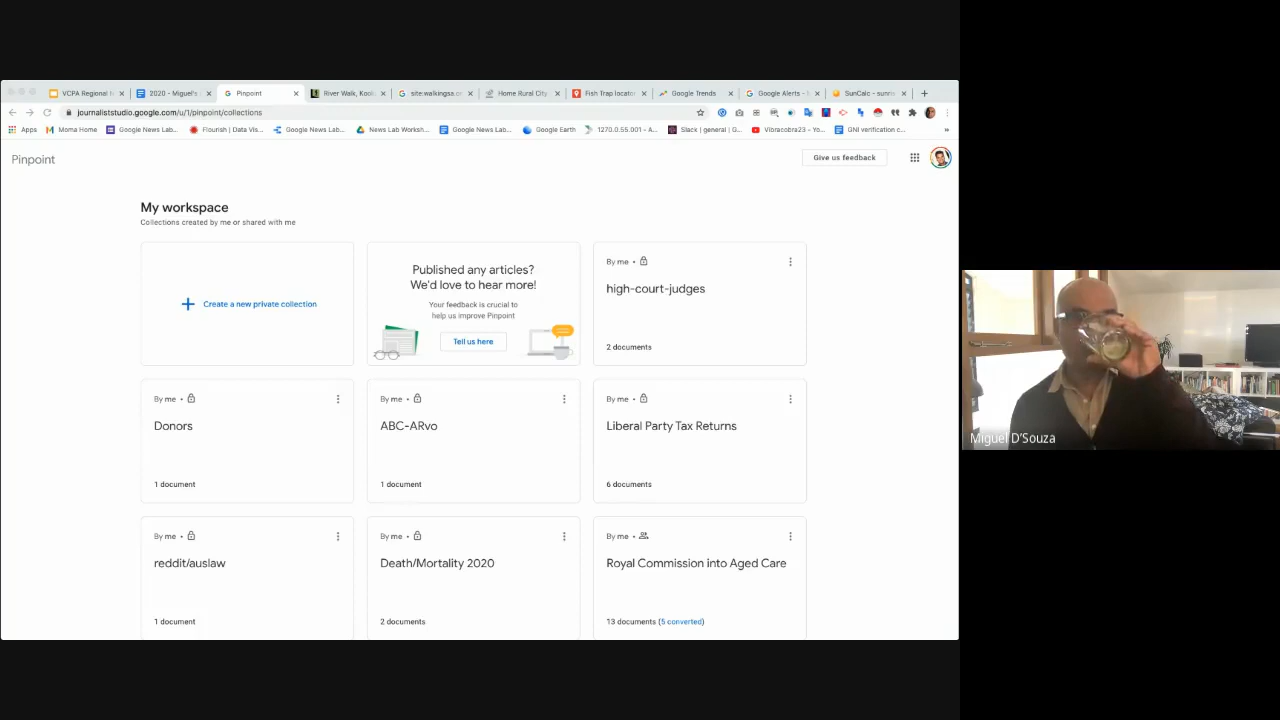 VCPA Regional N
2020 - Miguel's
Pinpoint
River Walk, Kool
site:walkingsa.c
Home Rural City
Fish Trap locator
Google Trends
Google Alerts - M
SunCalc - sunris
journaliststudio.google.com/u/1/pinpoint/collections
Apps
Moma Home
Google News Lab...
Flourish | Data Vis...
Google News Lab...
News Lab Worksh...
Google News Lab...
Google Earth
1270.0.55.001 - A...
Slack | general | G...
Vibracobra23 - Yo...
GNI verification c...
»
Pinpoint
Give us feedback
My workspace
Collections created by me or shared with me
Create a new private collection
Published any articles?
We'd love to hear more!
Your feedback is crucial to
help us improve Pinpoint
Tell us here
By me •
high-court-judges
2 documents
By me •
Donors
1 document
By me •
ABC-ARvo
1 document
By me •
Liberal Party Tax Returns
6 documents
By me •
reddit/auslaw
1 document
By me •
Death/Mortality 2020
2 documents
By me •
Royal Commission into Aged Care
13 documents (5 converted)
Miguel D'Souza